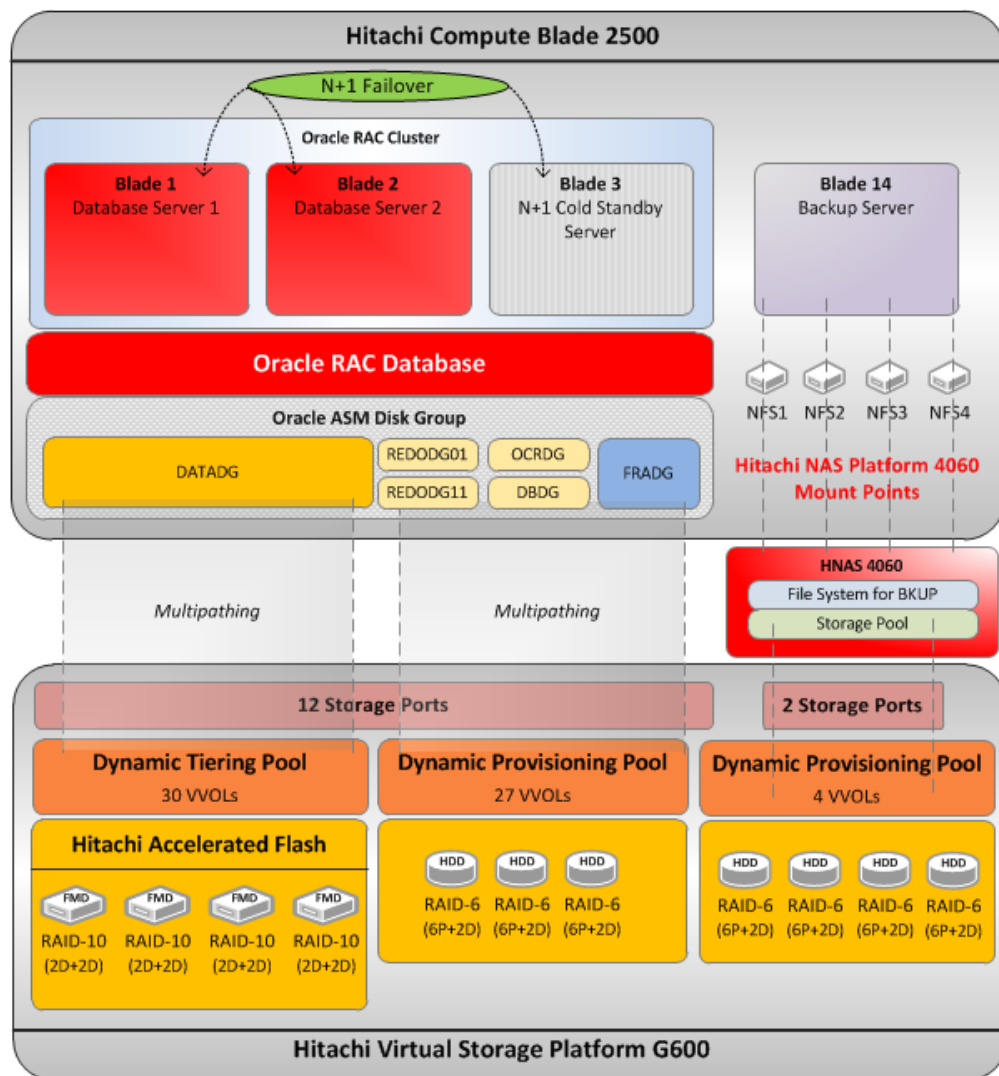 Hitachi Compute Blade 2500
N+1 Failover
Oracle RAC Cluster
Blade 1
Database Server 1
Blade 2
Database Server 2
Blade 3
N+1 Cold Standby
Server
Blade 14
Backup Server
Oracle RAC Database
NFS1 NFS2 NFS3 NFS4
Oracle ASM Disk Group
DATADG
REDODG01
OCRDG
REDODG11
DBDG
FRADG
Hitachi NAS Platform 4060
Mount Points
HNAS 4060
File System for BKUP
Storage Pool
Multipathing
Multipathing
12 Storage Ports
2 Storage Ports
Dynamic Tiering Pool
30 VVOLs
Dynamic Provisioning Pool
27 VVOLs
Dynamic Provisioning Pool
4 VVOLs
Hitachi Accelerated Flash
FMD FMD FMD FMD
RAID-10 RAID-10 RAID-10 RAID-10
(2D+2D) (2D+2D) (2D+2D) (2D+2D)
HDD HDD HDD
RAID-6 RAID-6 RAID-6
(6P+2D) (6P+2D) (6P+2D)
HDD HDD HDD HDD
RAID-6 RAID-6 RAID-6 RAID-6
(6P+2D) (6P+2D) (6P+2D) (6P+2D)
Hitachi Virtual Storage Platform G600